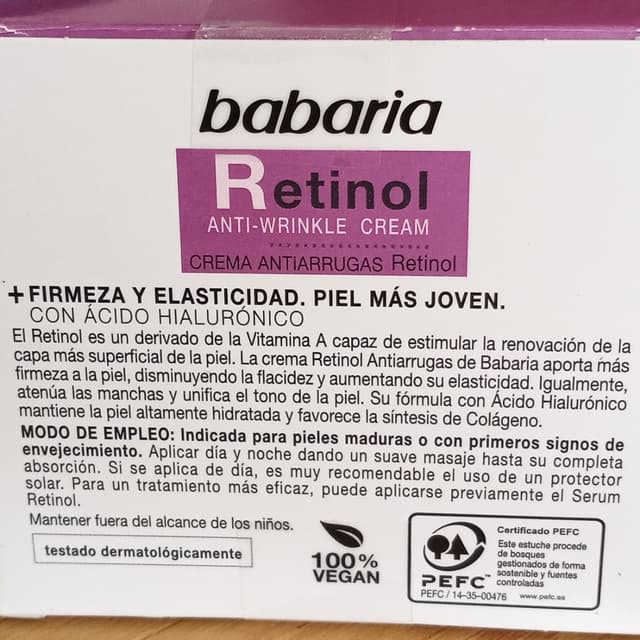 babaria
Retinol
ANTI-WRINKLE CREAM
CREMA ANTIARRUGAS Retinol
+FIRMEZA Y ELASTICIDAD. PIEL MÁS JOVEN.
CON ÁCIDO HIALURÓNICO
El Retinol es un derivado de la Vitamina A capaz de estimular la renovación de la
capa más superficial de la piel. La crema Retinol Antiarrugas de Babaria aporta más
firmeza a la piel, disminuyendo la flacidez y aumentando su elasticidad. Igualmente,
atenúa las manchas y unifica el tono de la piel. Su fórmula con Ácido Hialurónico
mantiene la piel altamente hidratada y favorece la síntesis de Colágeno.
MODO DE EMPLEO: Indicada para pieles maduras o con primeros signos de
envejecimiento. Aplicar día y noche dando un suave masaje hasta su completa
absorción. Si se aplica de día, es muy recomendable el uso de un protector
solar. Para un tratamiento más eficaz, puede aplicarse previamente el Serum
Retinol.
Mantener fuera del alcance de los niños.
testado dermatológicamente
100%
VEGAN
PEFC™
PEFC / 14-35-00476
Certificado PEFC
Este estuche procede
de bosques
gestionados de forma
sostenible y fuentes
controladas
www.pefc.es